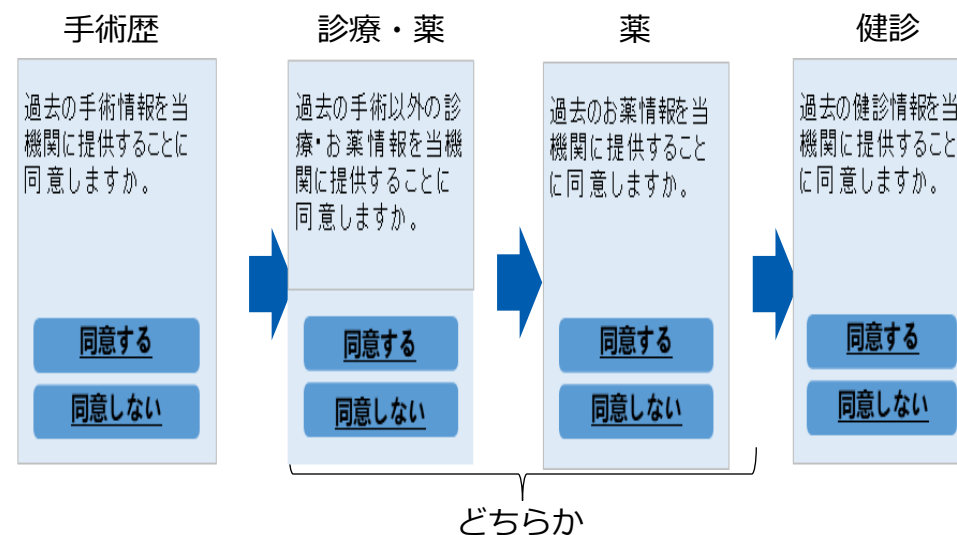 手術歴
過去の手術情報を当
機関に提供することに
同意しますか。
同意する
同意しない
診療・薬
過去の手術以外の診
療・お薬情報を当機
関に提供することに
同意しますか。
同意する
同意しない
薬
過去のお薬情報を当
機関に提供すること
に同意しますか。
同意する
同意しない
健診
過去の健診情報を当
機関に提供すること
に同意しますか。
同意する
同意しない
どちらか